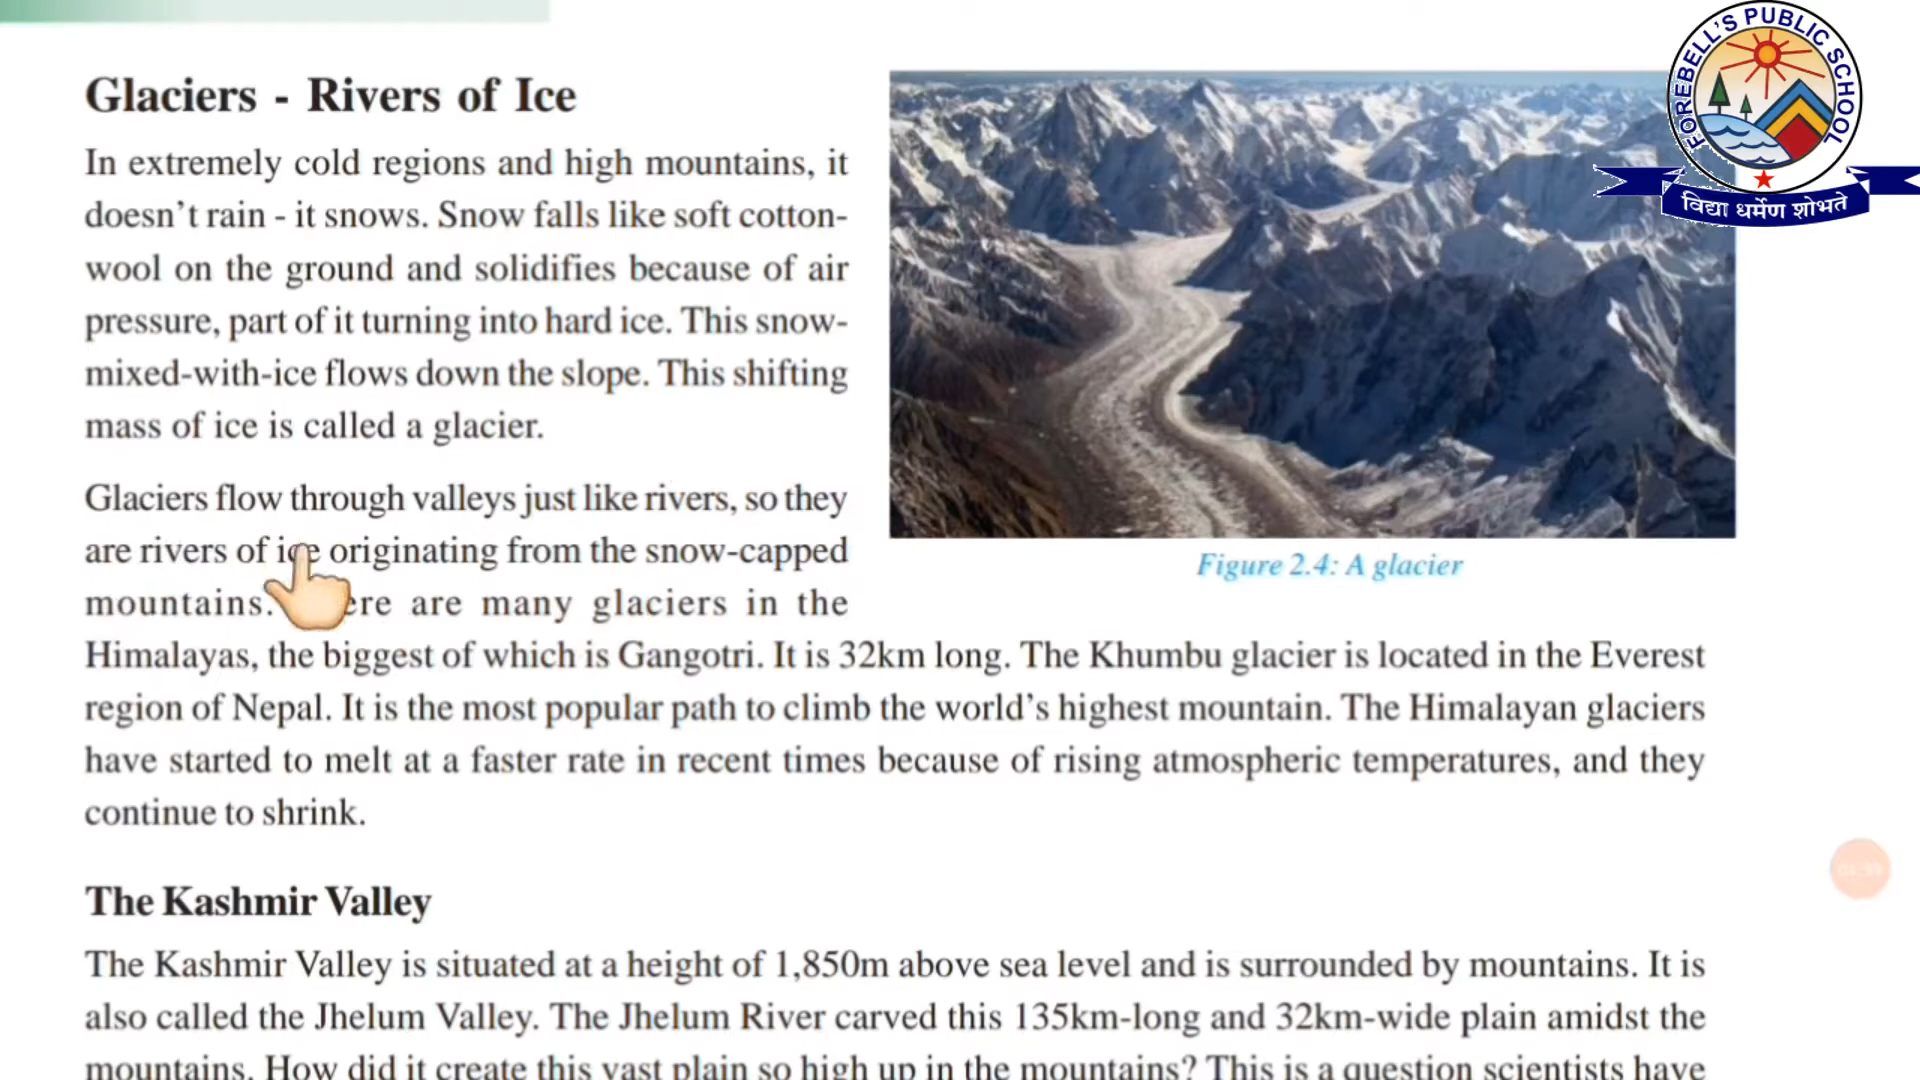 Glaciers - Rivers of Ice
In extremely cold regions and high mountains, it
doesn't rain - it snows. Snow falls like soft cotton-
wool on the ground and solidifies because of air
pressure, part of it turning into hard ice. This snow-
mixed-with-ice flows down the slope. This shifting
mass of ice is called a glacier.
Glaciers flow through valleys just like rivers, so they
are rivers of ice originating from the snow-capped
mountains. ere are many glaciers in the
Himalayas, the biggest of which is Gangotri. It is 32km long. The Khumbu glacier is located in the Everest
region of Nepal. It is the most popular path to climb the world's highest mountain. The Himalayan glaciers
have started to melt at a faster rate in recent times because of rising atmospheric temperatures, and they
continue to shrink.
Figure 2.4: A glacier
The Kashmir Valley
The Kashmir Valley is situated at a height of 1,850m above sea level and is surrounded by mountains. It is
also called the Jhelum Valley. The Jhelum River carved this 135km-long and 32km-wide plain amidst the
mountains. How did it create this vast plain so high up in the mountains? This is a question scientists have
FOREBELL'S PUBLIC SCHOOL
विद्या धर्मेण शोभते